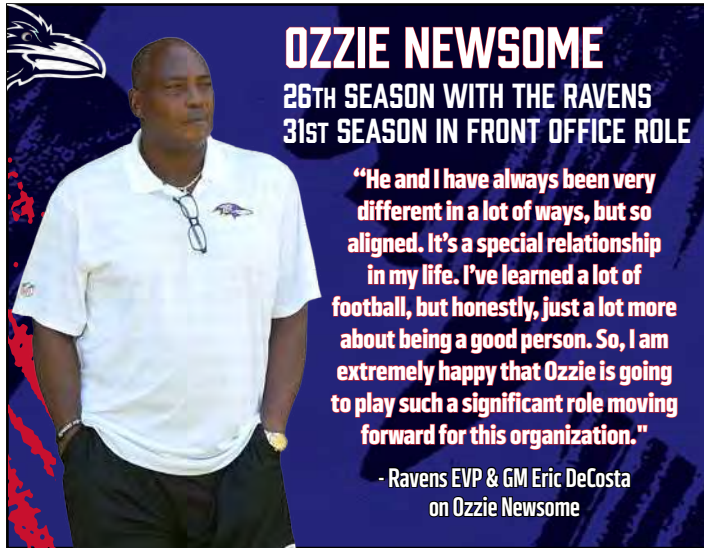 OZZIE NEWSOME
26TH SEASON WITH THE RAVENS
31ST SEASON IN FRONT OFFICE ROLE
“He and I have always been very
different in a lot of ways, but so
aligned. It’s a special relationship
in my life. I’ve learned a lot of
football, but honestly, just a lot more
about being a good person. So, I am
extremely happy that Ozzie is going
to play such a significant role moving
forward for this organization."
- Ravens EVP & GM Eric DeCosta
on Ozzie Newsome